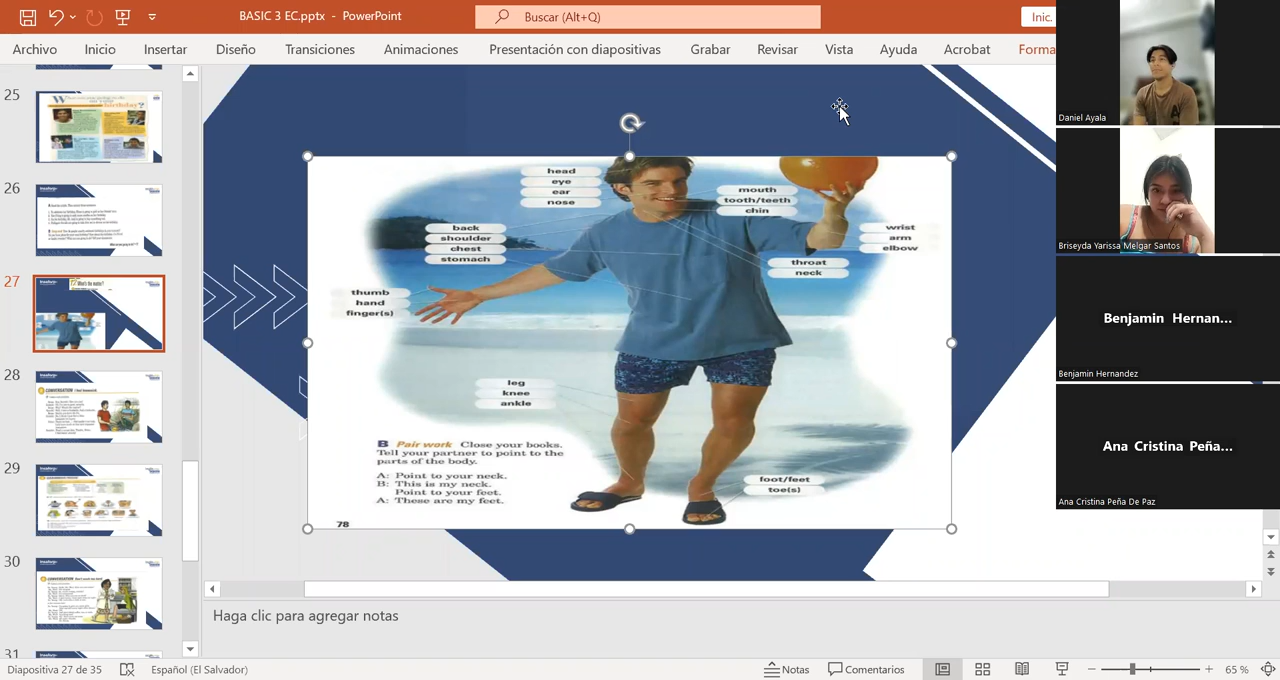 BASIC 3 EC.pptx - PowerPoint
Buscar (Alt+Q)
Inic.
Archivo Inicio Insertar Diseño Transiciones Animaciones Presentación con diapositivas Grabar Revisar Vista Ayuda Acrobat Forma
25
26
27
28
29
30
31
What's the matter?
CONVERSATION
head
eye
ear
nose
mouth
tooth/teeth
chin
back
shoulder
chest
stomach
wrist
arm
elbow
throat
neck
thumb
hand
finger(s)
leg
knee
ankle
B Pair work Close your books.
Tell your partner to point to the
parts of the body.
A: Point to your neck.
B: This is my neck.
Point to your feet.
A: These are my feet.
foot/feet
toe(s)
78
Daniel Ayala
Briseyda Yarissa Melgar Santos
Benjamin Hernan...
Benjamin Hernandez
Ana Cristina Peña...
Ana Cristina Peña De Paz
Haga clic para agregar notas
Diapositiva 27 de 35 Español (El Salvador) Notas Comentarios 65 %